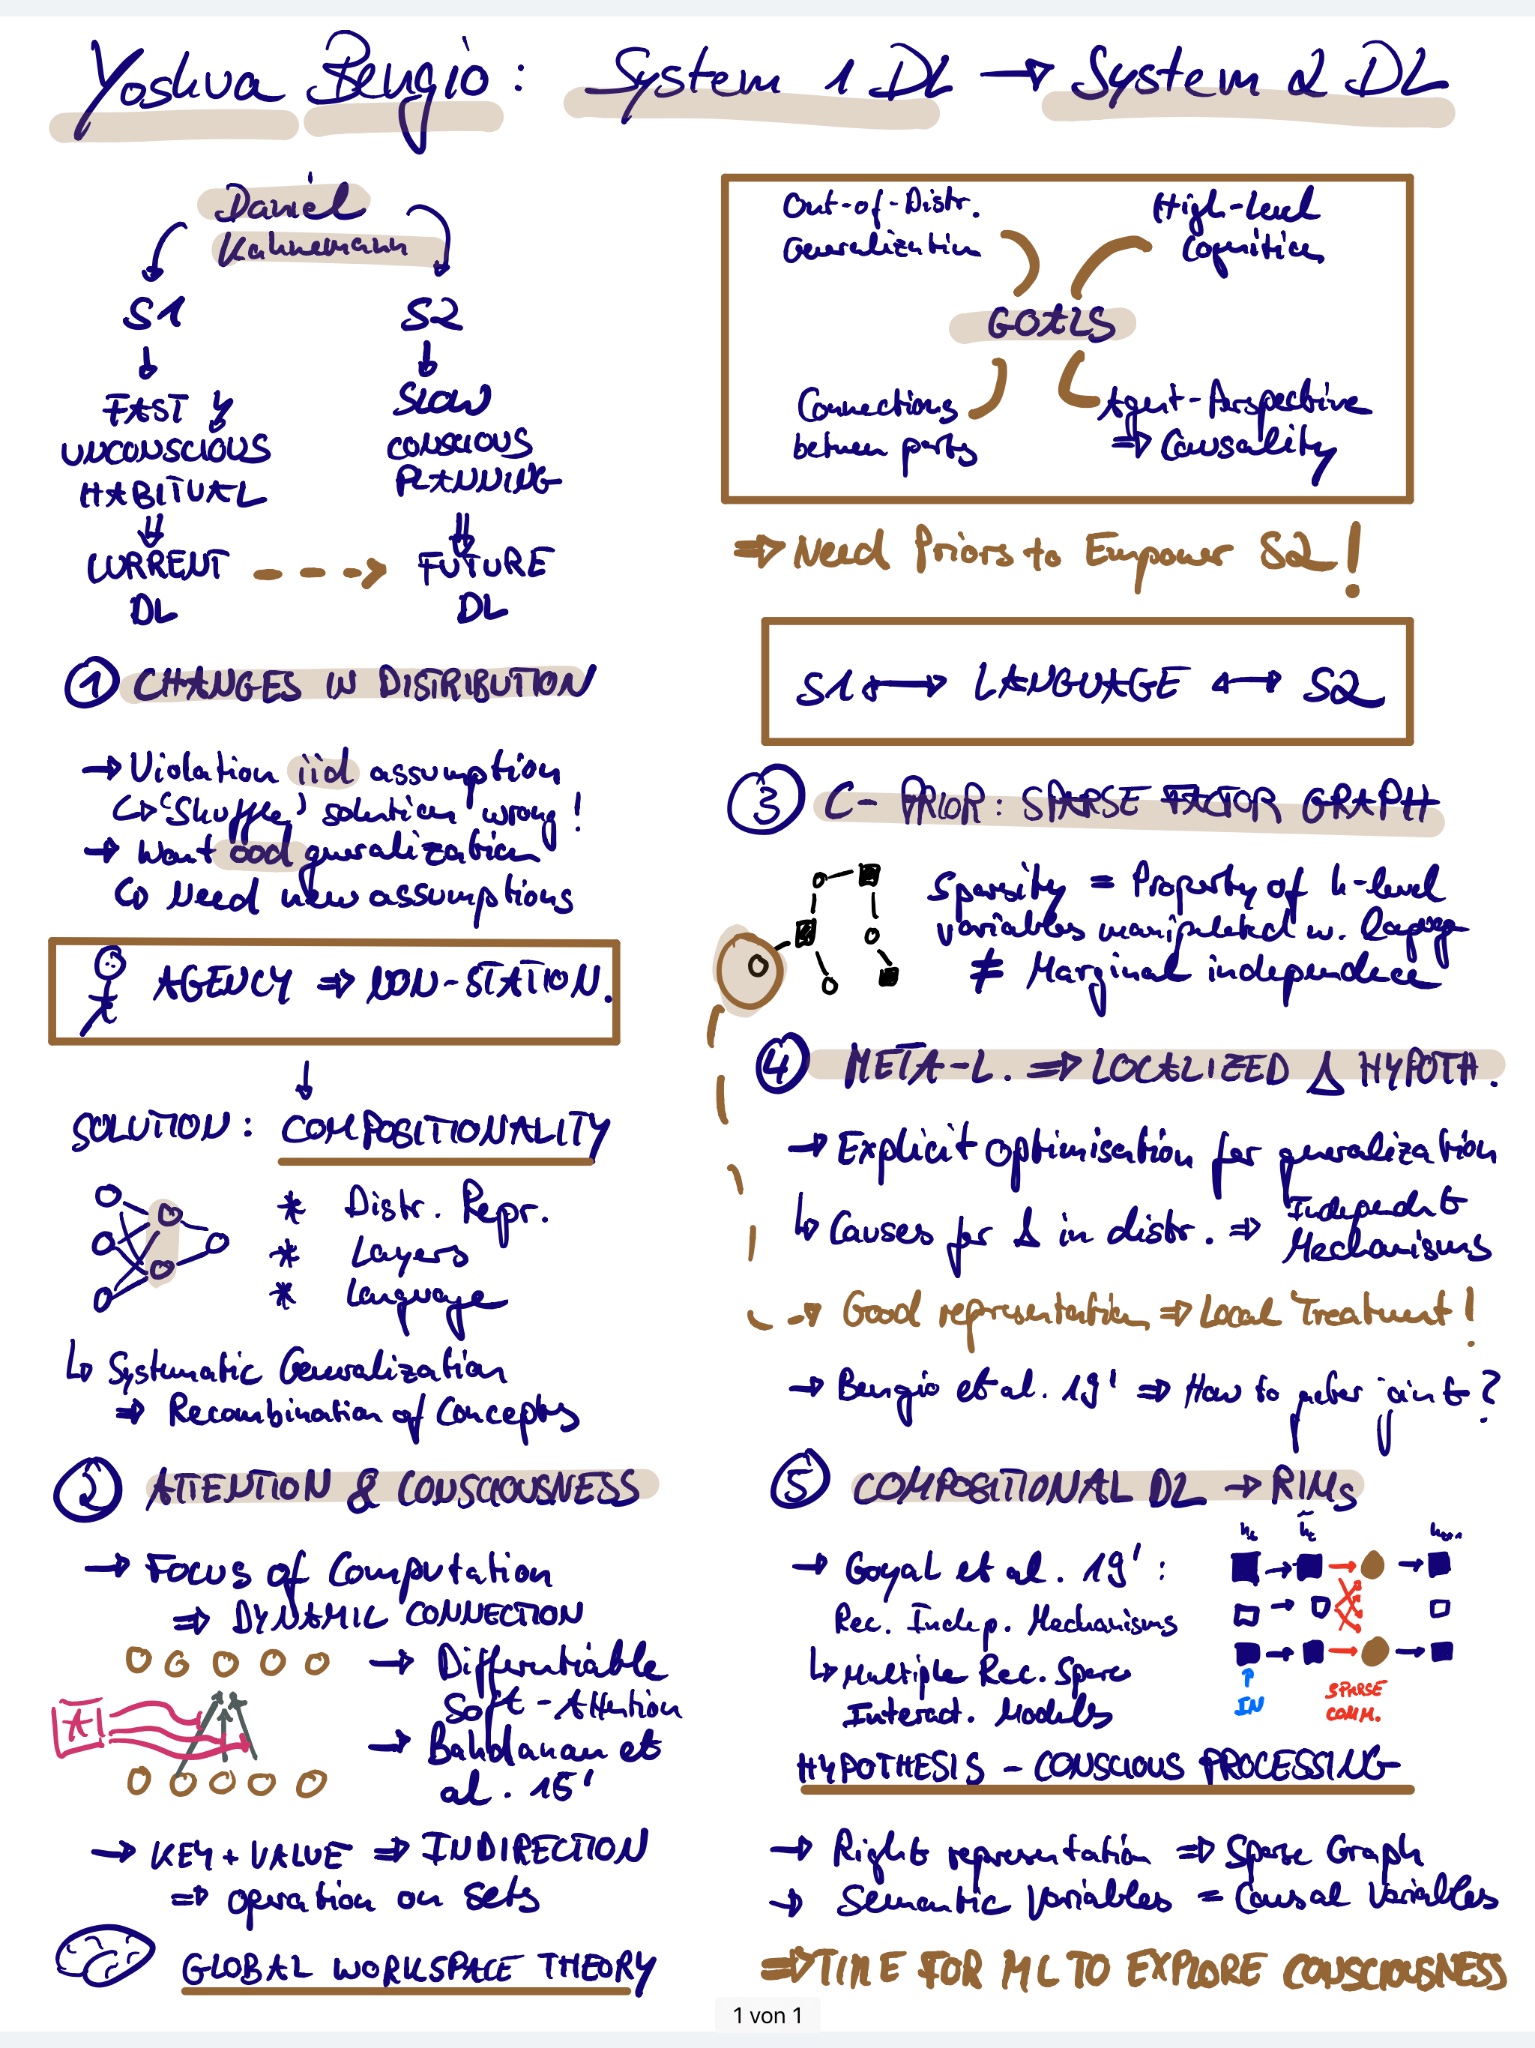 Yoshua Bengio: System 1 DL → System 2 DL
Daniel
Kahnemann
S1
FAST &
UNCONSCIOUS
HABITUAL
⇓
CURRENT
DL
S2
SLOW
CONSCIOUS
PLANNING
⇓
FUTURE
DL
① CHANGES IN DISTRIBUTION
→ Violation iid assumption
↪ "Shuffle" solution wrong!
→ Want ood generalization
↪ Need new assumptions
AGENCY ⇒ NON-STATION.
SOLUTION: COMPOSITIONALITY
* Distr. Repr.
* Layers
* Language
↳ Systematic Generalization
⇒ Recombination of Concepts
② ATTENTION & CONSCIOUSNESS
→ Focus of Computation
⇒ DYNAMIC CONNECTION
A
→ Differentiable
Soft-Attention
→ Bahdanau et
al. 15'
→ KEY + VALUE ⇒ INDIRECTION
⇒ operation on sets
GLOBAL WORKSPACE THEORY
Out-of-Distr.
Generalization
High-Level
Cognition
GOALS
Connections
between parts
Agent-Perspective
⇒ Causality
⇒ Need Priors to Empower S2!
S1 ↔ LANGUAGE ↔ S2
③ C-PRIOR: SPARSE FACTOR GRAPH
Sparsity = Property of h-level
variables manipulated w.
≠ Marginal independence
④ META-L. ⇒ LOCALIZED Δ HYPOTH.
→ Explicit optimisation for generalization
↳ Causes for Δ in distr. ⇒ Independent
Mechanisms
Good representation ⇒ Local Treatment!
→ Bengio et al. 19' ⇒ How to
⑤ COMPOSITIONAL DL → RIMs
→ Goyal et al. 19':
Rec. Indep. Mechanisms
↳ Multiple Rec. Sparse
Interact. Modules
IN
SPARSE
COMM.
HYPOTHESIS - CONSCIOUS PROCESSING
→ Right representation ⇒ Sparse Graph
→ Semantic Variables = Causal Variables
⇒ TIME FOR ML TO EXPLORE CONSCIOUSNESS
1 von 1